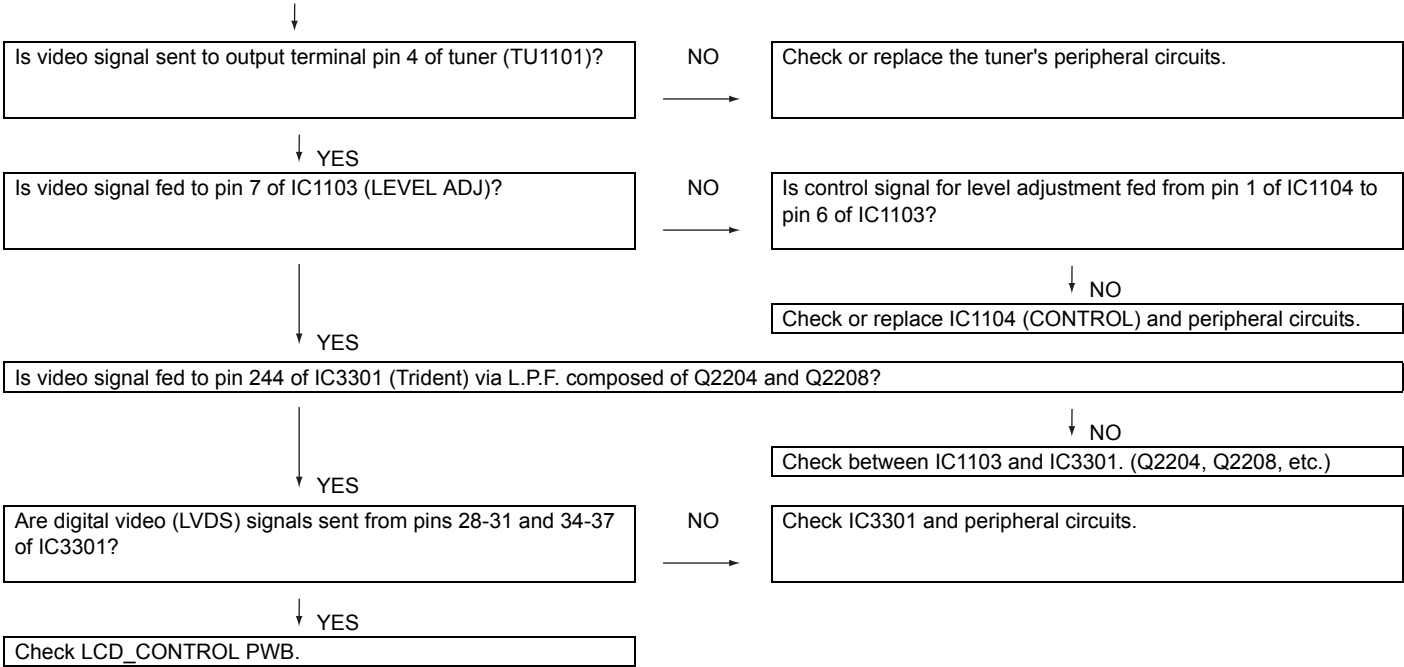 Is video signal sent to output terminal pin 4 of tuner (TU1101)?
NO
Check or replace the tuner's peripheral circuits.
YES
Is video signal fed to pin 7 of IC1103 (LEVEL ADJ)?
NO
Is control signal for level adjustment fed from pin 1 of IC1104 to
pin 6 of IC1103?
NO
Check or replace IC1104 (CONTROL) and peripheral circuits.
YES
Is video signal fed to pin 244 of IC3301 (Trident) via L.P.F. composed of Q2204 and Q2208?
NO
Check between IC1103 and IC3301. (Q2204, Q2208, etc.)
YES
Are digital video (LVDS) signals sent from pins 28-31 and 34-37
of IC3301?
NO
Check IC3301 and peripheral circuits.
YES
Check LCD_CONTROL PWB.